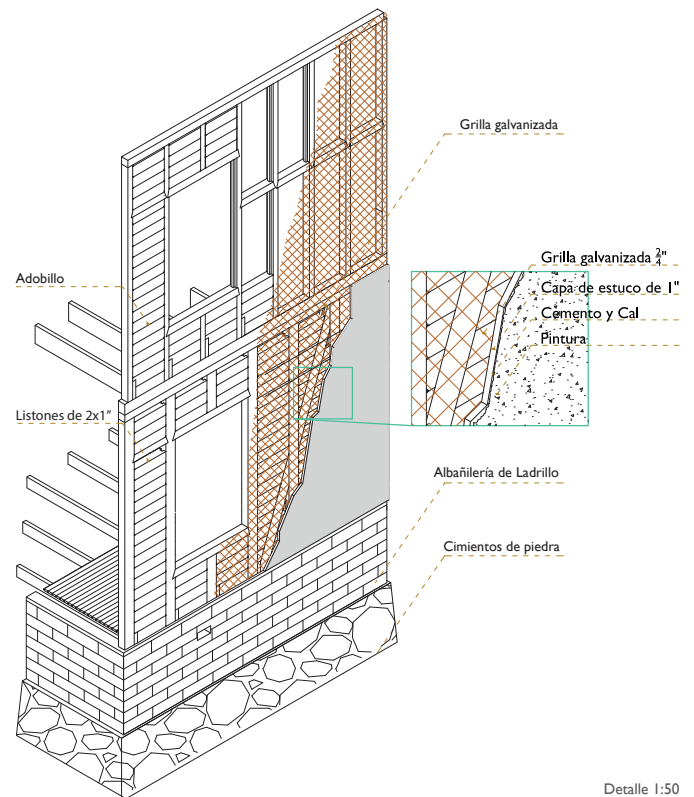 Grilla galvanizada
Grilla galvanizada 2/4"
Adobillo
Capa de estuco de 1"
Cemento y Cal
Pintura
Listones de 2x1"
Albañilería de Ladrillo
Cimientos de piedra
Detalle 1:50